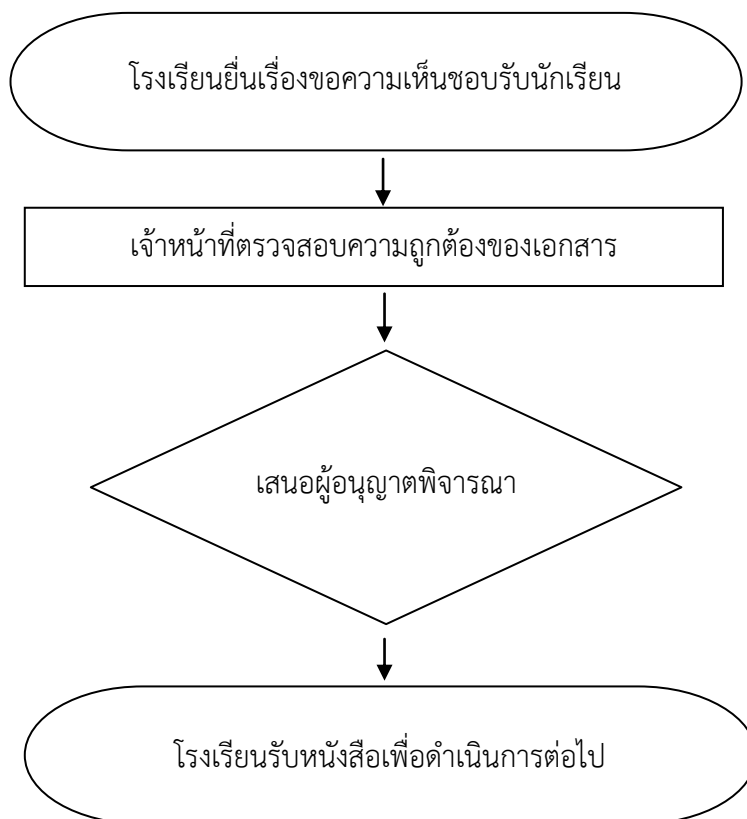 โรงเรียนยื่นเรื่องขอความเห็นชอบรับนักเรียน
เจ้าหน้าที่ตรวจสอบความถูกต้องของเอกสาร
เสนอผู้อนุญาตพิจารณา
โรงเรียนรับหนังสือเพื่อดำเนินการต่อไป